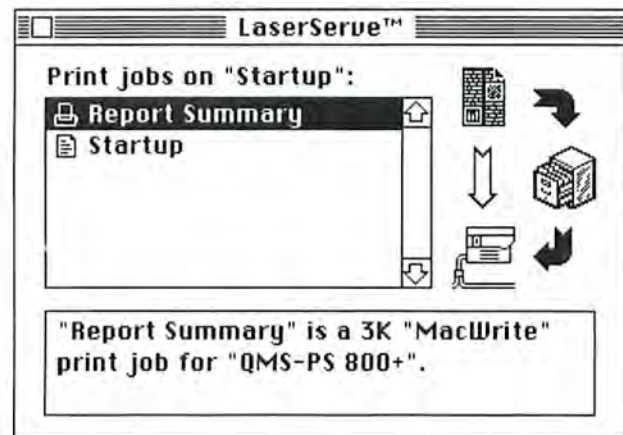 LaserServe™
Print jobs on "Startup":
Report Summary
Startup
"Report Summary" is a 3K "MacWrite"
print job for "QMS-PS 800+".